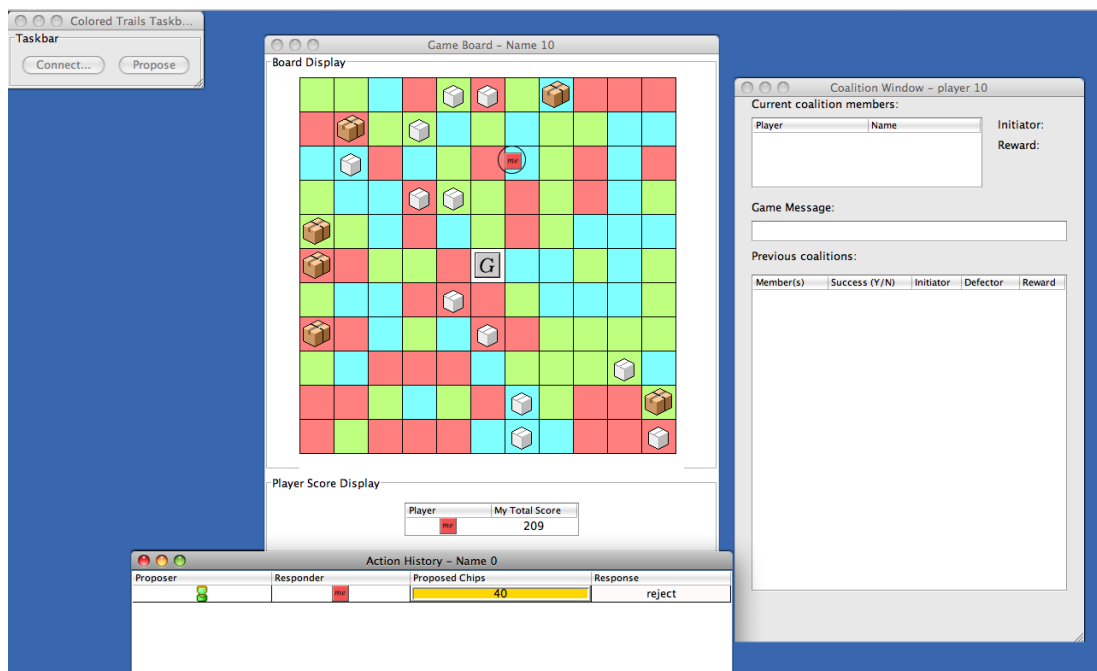 Colored Trails Taskb...
Taskbar
Connect...
Propose
Game Board – Name 10
Board Display
me
G
Player Score Display
Player My Total Score
me 209
Coalition Window – player 10
Current coalition members:
Player Name
Initiator:
Reward:
Game Message:
Previous coalitions:
Member(s) Success (Y/N) Initiator Defector Reward
Action History – Name 0
Proposer Responder Proposed Chips Response
me 40 reject